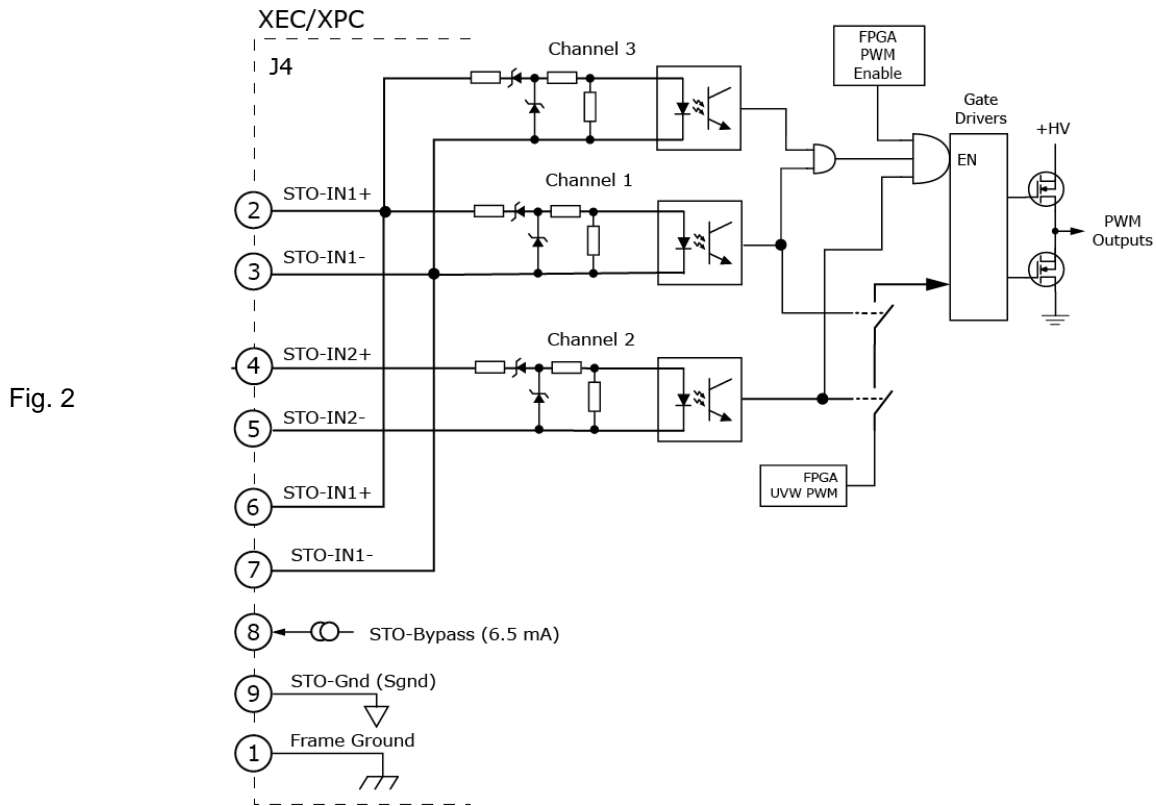 XEC/XPC
J4
Channel 3
FPGA
PWM
Enable
Gate
Drivers
+HV
EN
2
STO-IN1+
Channel 1
PWM
Outputs
3
STO-IN1-
4
STO-IN2+
Channel 2
Fig. 2
5
STO-IN2-
6
STO-IN1+
FPGA
UVW PWM
7
STO-IN1-
8
STO-Bypass (6.5 mA)
9
STO-Gnd (Sgnd)
1
Frame Ground